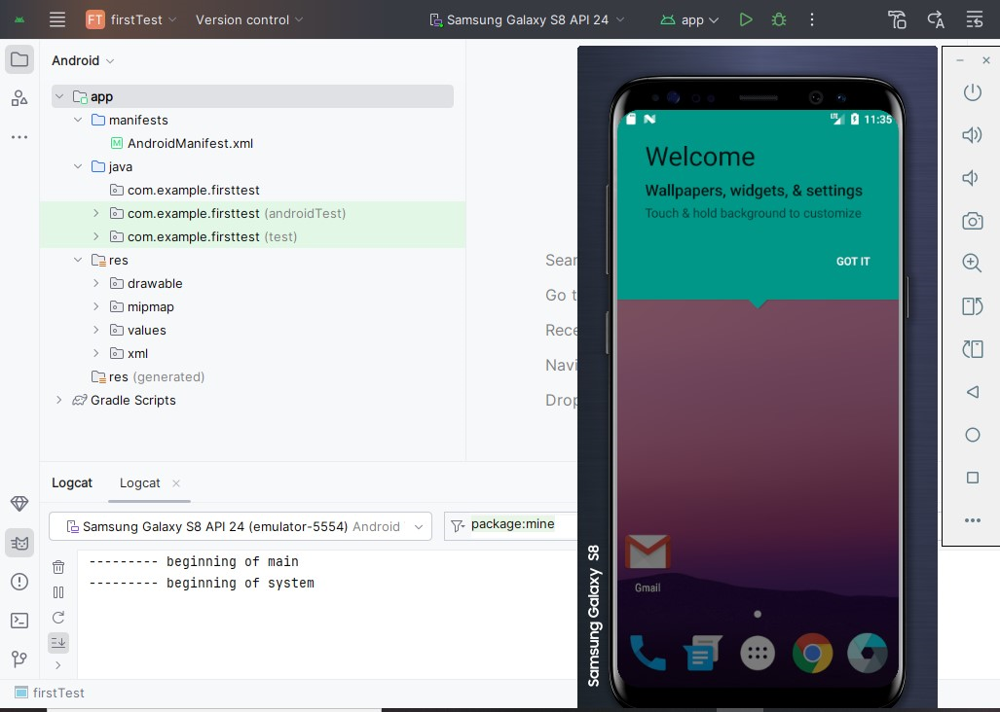 FT firstTest Version control Samsung Galaxy S8 API 24 app
Android
app
manifests
M AndroidManifest.xml
java
com.example.firsttest
com.example.firsttest (androidTest)
com.example.firsttest (test)
res
drawable
mipmap
values
xml
res (generated)
Gradle Scripts
Sear
Go t
Rece
Navi
Drop
LTE 11:35
Welcome
Wallpapers, widgets, & settings
Touch & hold background to customize
GOT IT
Gmail
Samsung Galaxy S8
Logcat Logcat
Samsung Galaxy S8 API 24 (emulator-5554) Android package:mine
--------- beginning of main
--------- beginning of system
firstTest